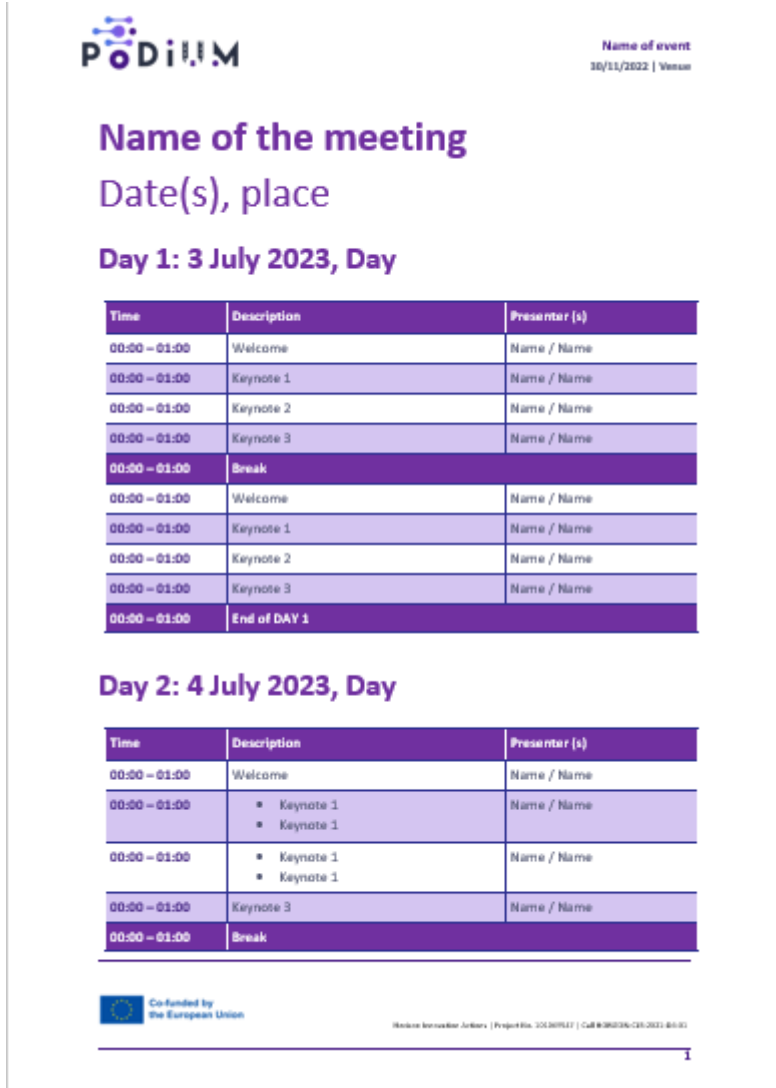 PODiUM
Name of event
30/11/2022 | Venue
Name of the meeting
Date(s), place
Day 1: 3 July 2023, Day
Time Description Presenter (s)
00:00 – 01:00 Welcome Name / Name
00:00 – 01:00 Keynote 1 Name / Name
00:00 – 01:00 Keynote 2 Name / Name
00:00 – 01:00 Keynote 3 Name / Name
00:00 – 01:00 Break
00:00 – 01:00 Welcome Name / Name
00:00 – 01:00 Keynote 1 Name / Name
00:00 – 01:00 Keynote 2 Name / Name
00:00 – 01:00 Keynote 3 Name / Name
00:00 – 01:00 End of DAY 1
Day 2: 4 July 2023, Day
Time Description Presenter (s)
00:00 – 01:00 Welcome Name / Name
00:00 – 01:00 • Keynote 1 Name / Name
• Keynote 1
00:00 – 01:00 • Keynote 1 Name / Name
• Keynote 1
00:00 – 01:00 Keynote 3 Name / Name
00:00 – 01:00 Break
Co-funded by
the European Union
Innovation Actions | Project No. | Call
1